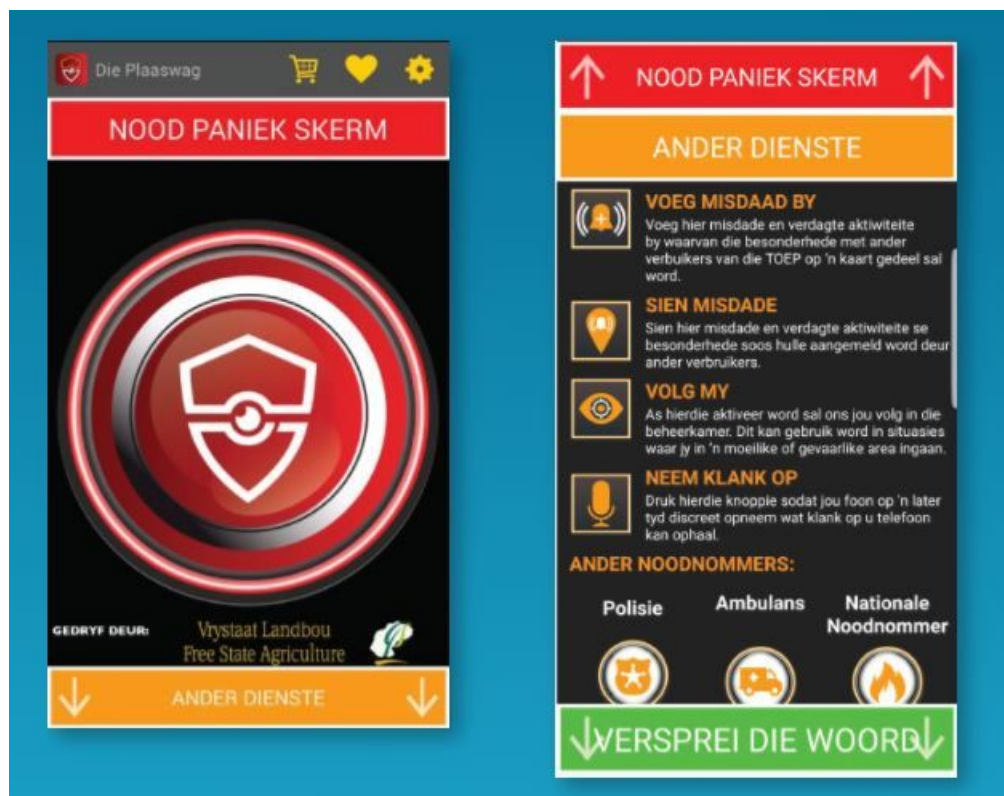 Die Plaaswag
NOOD PANIEK SKERM
GEDRYF DEUR:
Vrystaat Landbou
Free State Agriculture
ANDER DIENSTE
NOOD PANIEK SKERM
ANDER DIENSTE
VOEG MISDAAD BY
Voeg hier misdade en verdagte aktiwiteite
by waarvan die besonderhede met ander
verbuikers van die TOEP op 'n kaart gedeel sal
word.
SIEN MISDADE
Sien hier misdade en verdagte aktiwiteite se
besonderhede soos hulle aangemeld word deur
ander verbruikers.
VOLG MY
As hierdie aktiveer word sal ons jou volg in die
beheerkamer. Dit kan gebruik word in situasies
waar jy in 'n moeilike of gevaarlike area ingaan.
NEEM KLANK OP
Druk hierdie knoppie sodat jou foon op 'n later
tyd discreet opneem wat klank op u telefoon
kan ophaal.
ANDER NOODNOMMERS:
Polisie
Ambulans
Nationale
Noodnommer
VERSPREI DIE WOORD